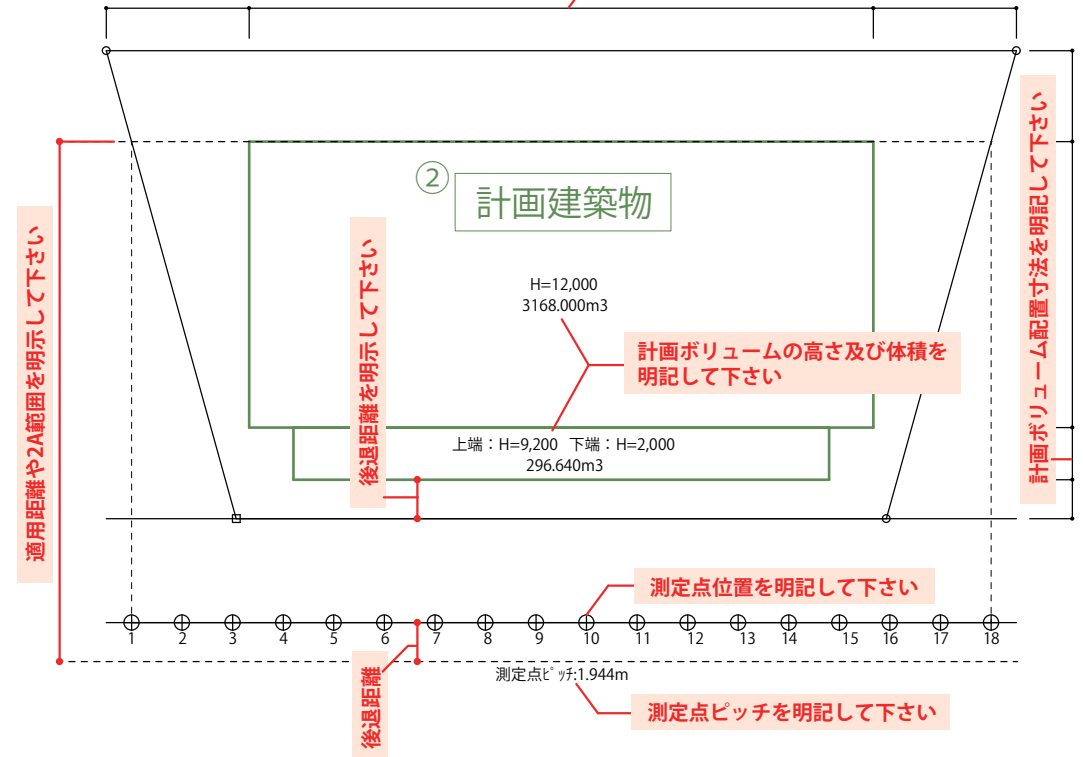 ②
計画建築物
H=12,000
3168.000m3
計画ボリュームの高さ及び体積を
明記して下さい
上端：H=9,200 下端：H=2,000
296.640m3
適用距離や2A範囲を明示して下さい
後退距離を明示して下さい
計画ボリューム配置寸法を明記して下さい
測定点位置を明記して下さい
1 2 3 4 5 6 7 8 9 10 11 12 13 14 15 16 17 18
後退距離
測定点ﾋﾟｯﾁ:1.944m
測定点ピッチを明記して下さい